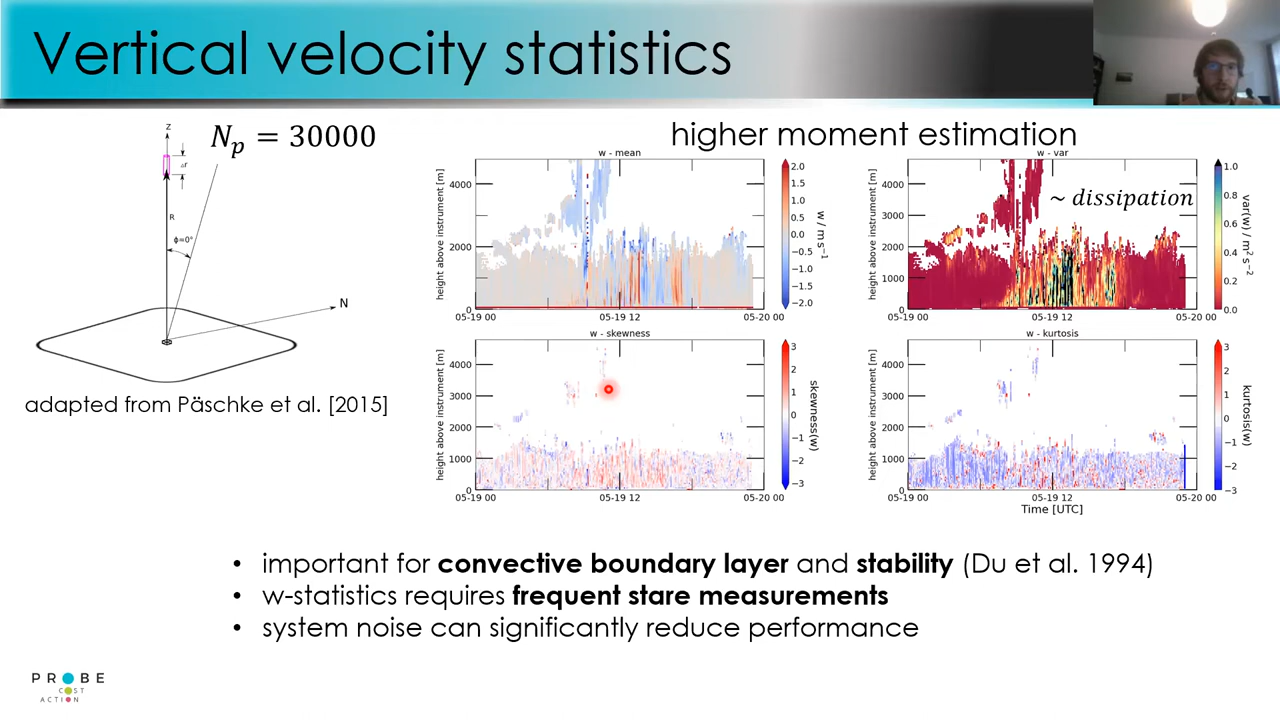 Vertical velocity statistics
Z
N_p = 30000
Δr
R
ϕ=0°
N
adapted from Päschke et al. [2015]
higher moment estimation
w - mean
height above instrument [m]
4000
3000
2000
1000
0
05-19 00
05-19 12
05-20 00
2.0
1.5
1.0
0.5
0.0
−0.5
−1.0
−1.5
−2.0
w / m s⁻¹
w - var
~ dissipation
height above instrument [m]
4000
3000
2000
1000
0
05-19 00
05-19 12
05-20 00
1.0
0.8
0.6
0.4
0.2
0.0
var(w) / m² s⁻²
w - skewness
height above instrument [m]
4000
3000
2000
1000
0
05-19 00
05-19 12
05-20 00
3
2
1
0
−1
−2
−3
skewness(w)
w - kurtosis
height above instrument [m]
4000
3000
2000
1000
0
05-19 00
05-19 12
05-20 00
Time [UTC]
3
2
1
0
−1
−2
−3
kurtosis(w)
• important for convective boundary layer and stability (Du et al. 1994)
• w-statistics requires frequent stare measurements
• system noise can significantly reduce performance
PROBE
COST
ACTION